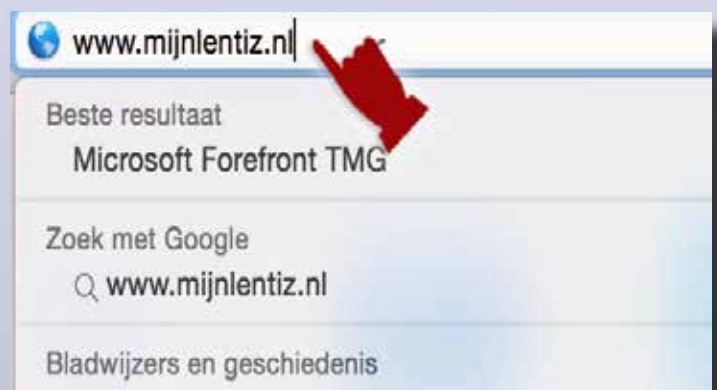 www.mijnlentiz.nl
Beste resultaat
Microsoft Forefront TMG
Zoek met Google
www.mijnlentiz.nl
Bladwijzers en geschiedenis